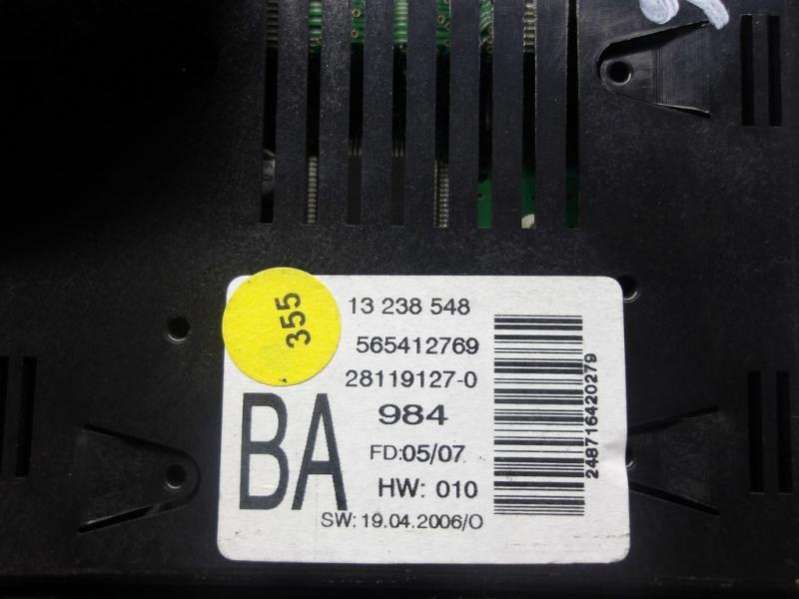 355
13 238 548
565412769
28119127-0
BA
984
FD:05/07
HW: 010
SW: 19.04.2006/O
248716420279